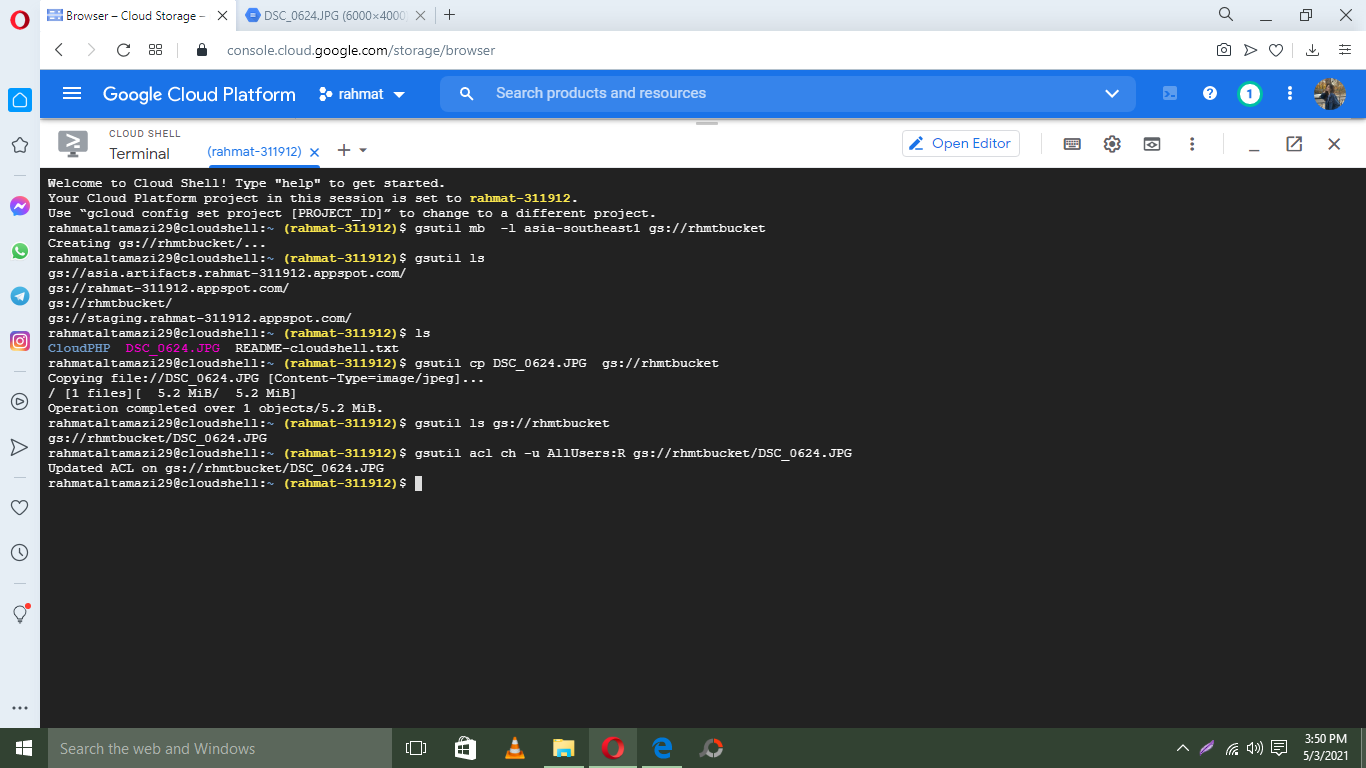 Browser – Cloud Storage –
DSC_0624.JPG (6000×4000)
console.cloud.google.com/storage/browser
Google Cloud Platform
rahmat
Search products and resources
1
CLOUD SHELL
Terminal
(rahmat-311912)
Open Editor
Welcome to Cloud Shell! Type "help" to get started.
Your Cloud Platform project in this session is set to rahmat-311912.
Use “gcloud config set project [PROJECT_ID]” to change to a different project.
rahmataltamazi29@cloudshell:~ (rahmat-311912)$ gsutil mb  -l asia-southeast1 gs://rhmtbucket
Creating gs://rhmtbucket/...
rahmataltamazi29@cloudshell:~ (rahmat-311912)$ gsutil ls
gs://asia.artifacts.rahmat-311912.appspot.com/
gs://rahmat-311912.appspot.com/
gs://rhmtbucket/
gs://staging.rahmat-311912.appspot.com/
rahmataltamazi29@cloudshell:~ (rahmat-311912)$ ls
CloudPHP  DSC_0624.JPG  README-cloudshell.txt
rahmataltamazi29@cloudshell:~ (rahmat-311912)$ gsutil cp DSC_0624.JPG  gs://rhmtbucket
Copying file://DSC_0624.JPG [Content-Type=image/jpeg]...
/ [1 files][  5.2 MiB/  5.2 MiB]
Operation completed over 1 objects/5.2 MiB.
rahmataltamazi29@cloudshell:~ (rahmat-311912)$ gsutil ls gs://rhmtbucket
gs://rhmtbucket/DSC_0624.JPG
rahmataltamazi29@cloudshell:~ (rahmat-311912)$ gsutil acl ch -u AllUsers:R gs://rhmtbucket/DSC_0624.JPG
Updated ACL on gs://rhmtbucket/DSC_0624.JPG
rahmataltamazi29@cloudshell:~ (rahmat-311912)$
Search the web and Windows
3:50 PM
5/3/2021